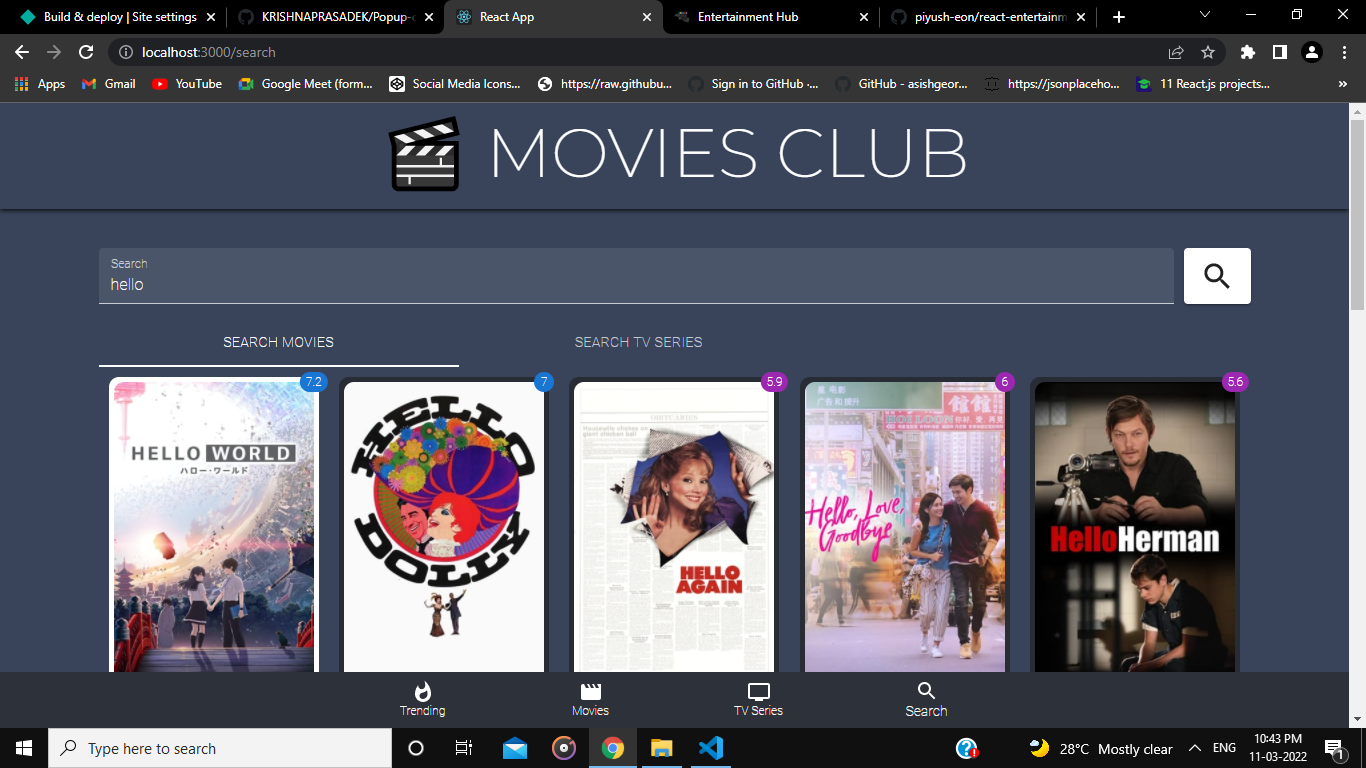 Build & deploy | Site settings
KRISHNAPRASADEK/Popup-c
React App
Entertainment Hub
piyush-eon/react-entertainm
localhost:3000/search
Apps
Gmail
YouTube
Google Meet (form...
Social Media Icons...
https://raw.githubu...
Sign in to GitHub ·...
GitHub - asishgeor...
https://jsonplaceho...
11 React.js projects...
»
MOVIES CLUB
Search
hello
SEARCH MOVIES
SEARCH TV SERIES
7.2
7
5.9
6
5.6
HELLO WORLD
ハロー・ワールド
HELLO
DOLLY
OBITUARIES
HELLO
AGAIN
Hello, Love,
Goodbye
HelloHerman
Trending
Movies
TV Series
Search
Type here to search
28°C Mostly clear
ENG
10:43 PM
11-03-2022
1